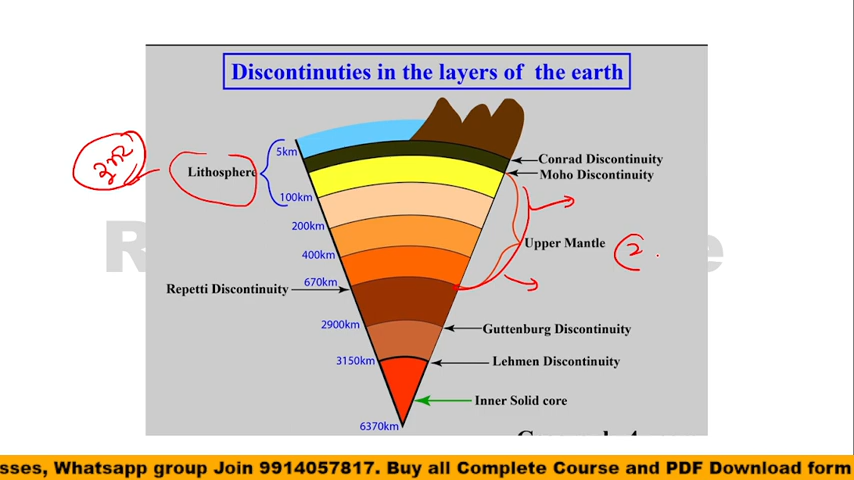 Discontinuties in the layers of the earth
5km
Conrad Discontinuity
Moho Discontinuity
Lithosphere
100km
200km
Upper Mantle
2
400km
670km
Repetti Discontinuity
2900km
Guttenburg Discontinuity
3150km
Lehmen Discontinuity
Inner Solid core
6370km
sses, Whatsapp group Join 9914057817. Buy all Complete Course and PDF Download form